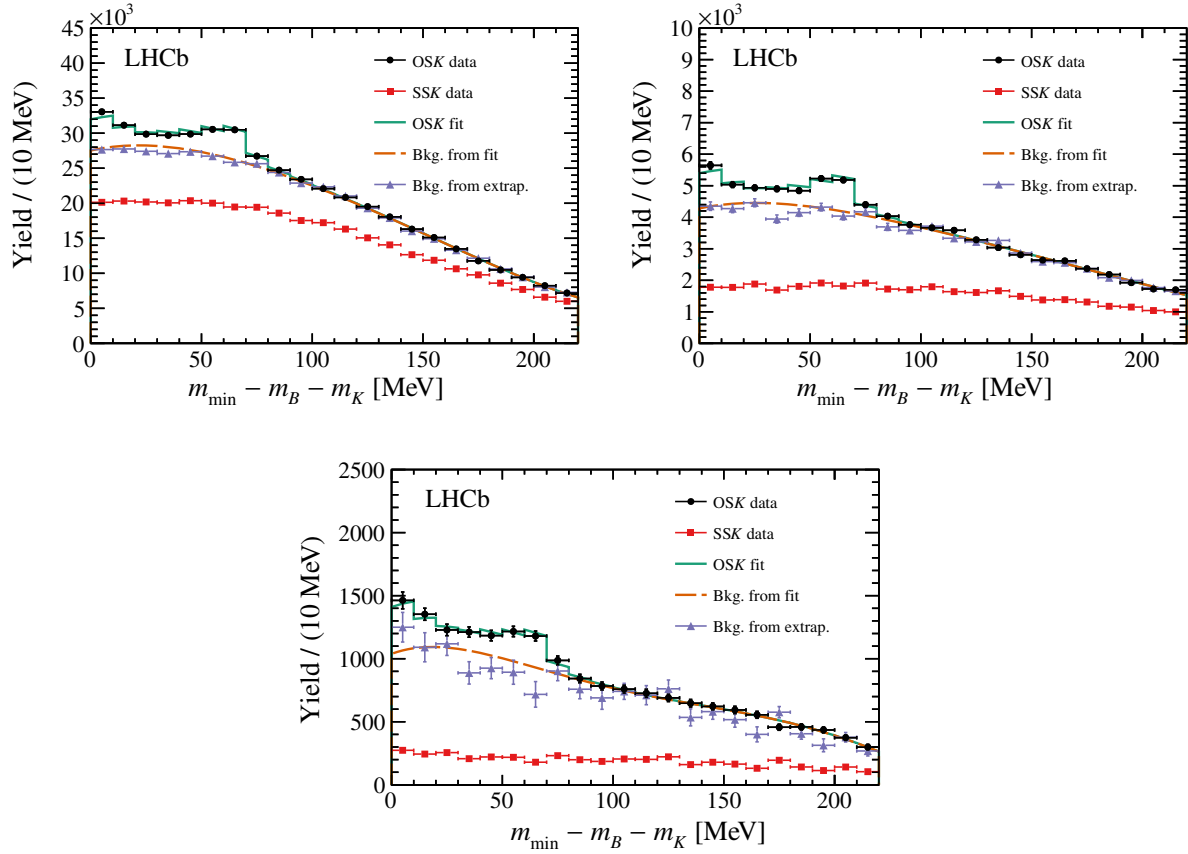 ×10³
45
40
35
30
25
20
15
10
5
0
Yield / (10 MeV)
LHCb
OSK data
SSK data
OSK fit
Bkg. from fit
Bkg. from extrap.
0 50 100 150 200
m_min − m_B − m_K [MeV]
×10³
10
9
8
7
6
5
4
3
2
1
0
Yield / (10 MeV)
LHCb
OSK data
SSK data
OSK fit
Bkg. from fit
Bkg. from extrap.
0 50 100 150 200
m_min − m_B − m_K [MeV]
2500
2000
1500
1000
500
0
Yield / (10 MeV)
LHCb
OSK data
SSK data
OSK fit
Bkg. from fit
Bkg. from extrap.
0 50 100 150 200
m_min − m_B − m_K [MeV]